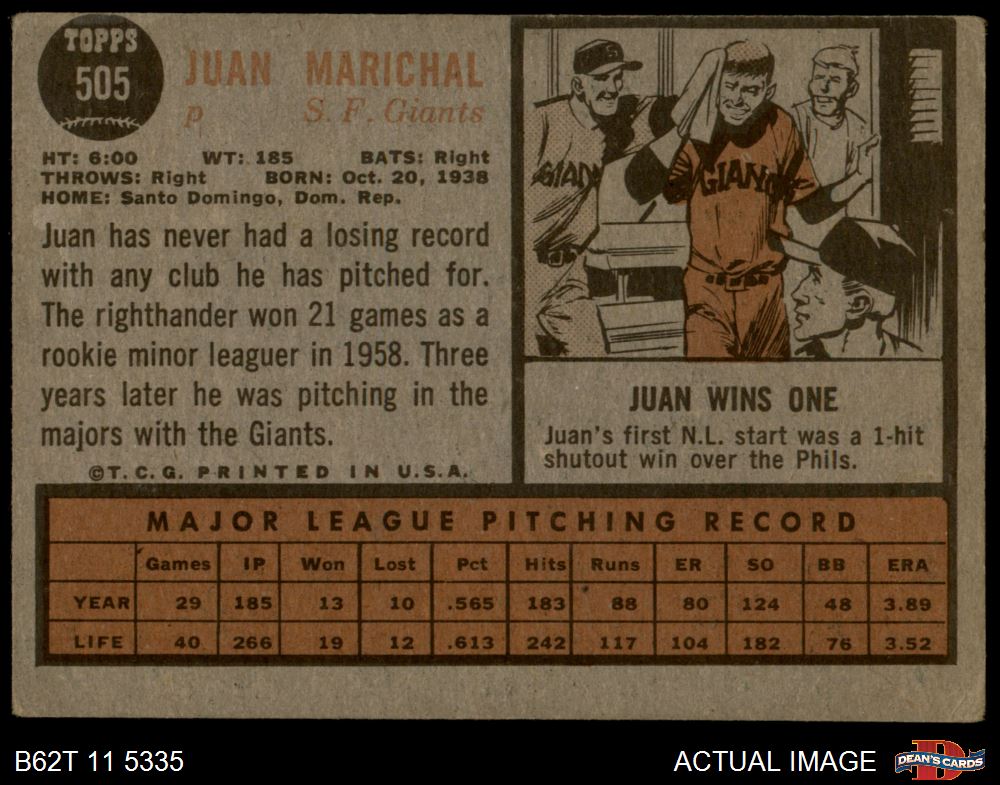 TOPPS
505
JUAN MARICHAL
p S. F. Giants
HT: 6:00 WT: 185 BATS: Right
THROWS: Right BORN: Oct. 20, 1938
HOME: Santo Domingo, Dom. Rep.
Juan has never had a losing record
with any club he has pitched for.
The righthander won 21 games as a
rookie minor leaguer in 1958. Three
years later he was pitching in the
majors with the Giants.
©T.C.G. PRINTED IN U.S.A.
S
GIAN
GIAN
JUAN WINS ONE
Juan's first N.L. start was a 1-hit
shutout win over the Phils.
MAJOR LEAGUE PITCHING RECORD
Games IP Won Lost Pct Hits Runs ER SO BB ERA
YEAR 29 185 13 10 .565 183 88 80 124 48 3.89
LIFE 40 266 19 12 .613 242 117 104 182 76 3.52
B62T 11 5335
ACTUAL IMAGE
DEAN'S CARDS